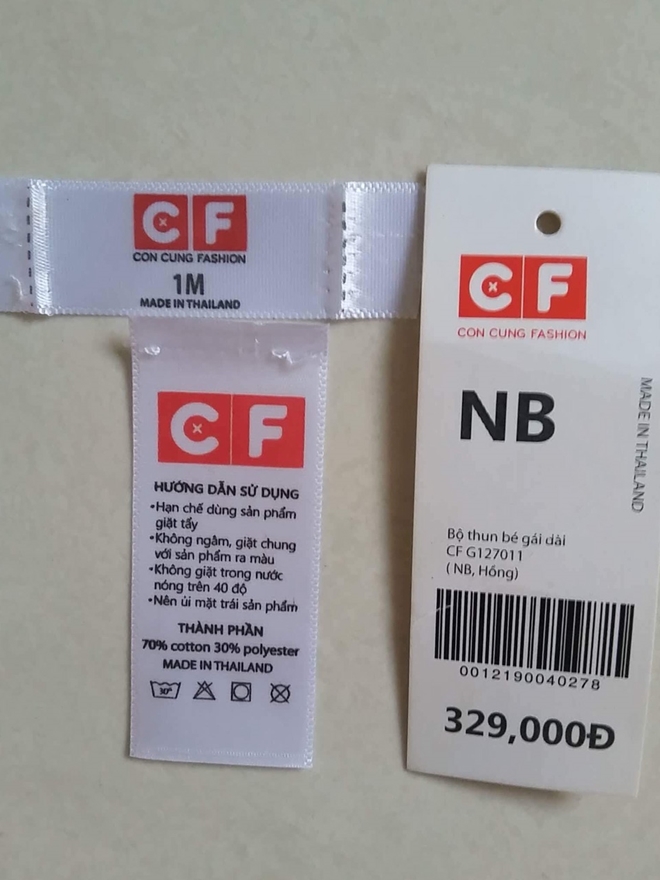 CF
CON CUNG FASHION
1M
MADE IN THAILAND
CF
HƯỚNG DẪN SỬ DỤNG
•Hạn chế dùng sản phẩm
giặt tẩy
•Không ngâm, giặt chung
với sản phẩm ra màu
•Không giặt trong nước
nóng trên 40 độ
•Nên ủi mặt trái sản phẩm
THÀNH PHẦN
70% cotton 30% polyester
MADE IN THAILAND
30°
CF
CON CUNG FASHION
NB
MADE IN THAILAND
Bộ thun bé gái dài
CF G127011
( NB, Hồng)
0012190040278
329,000Đ